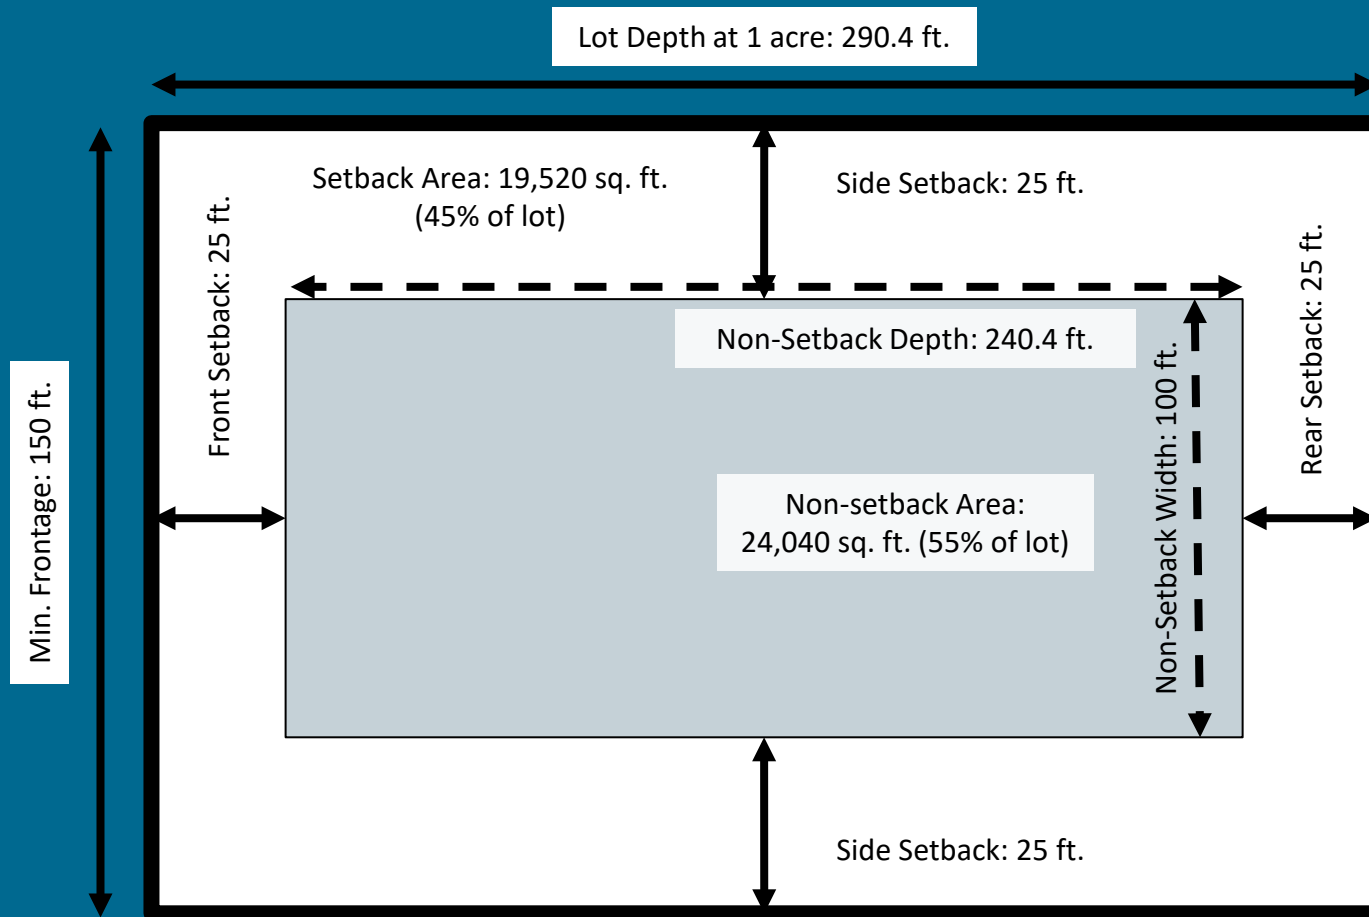 Lot Depth at 1 acre: 290.4 ft.
Setback Area: 19,520 sq. ft.
(45% of lot)
Side Setback: 25 ft.
Front Setback: 25 ft.
Rear Setback: 25 ft.
Non-Setback Depth: 240.4 ft.
Min. Frontage: 150 ft.
Non-Setback Width: 100 ft.
Non-setback Area:
24,040 sq. ft. (55% of lot)
Side Setback: 25 ft.